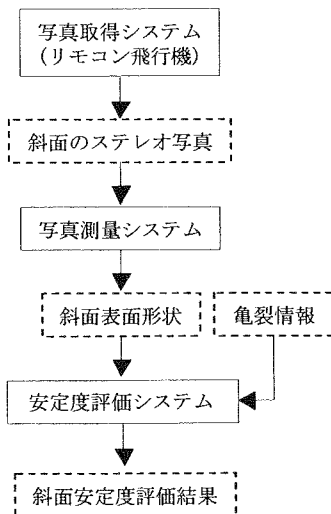 写真取得システム
(リモコン飛行機)
斜面のステレオ写真
写真測量システム
斜面表面形状
亀裂情報
安定度評価システム
斜面安定度評価結果